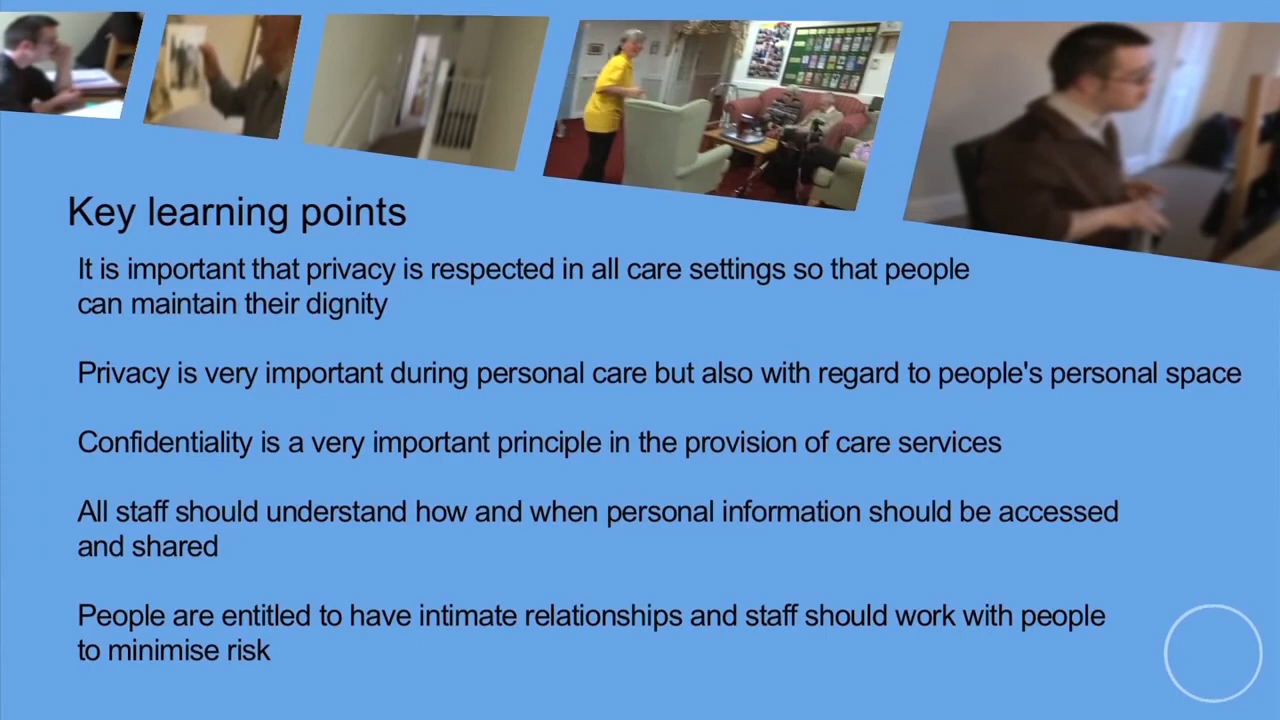 Key learning points
It is important that privacy is respected in all care settings so that people
can maintain their dignity
Privacy is very important during personal care but also with regard to people's personal space
Confidentiality is a very important principle in the provision of care services
All staff should understand how and when personal information should be accessed
and shared
People are entitled to have intimate relationships and staff should work with people
to minimise risk